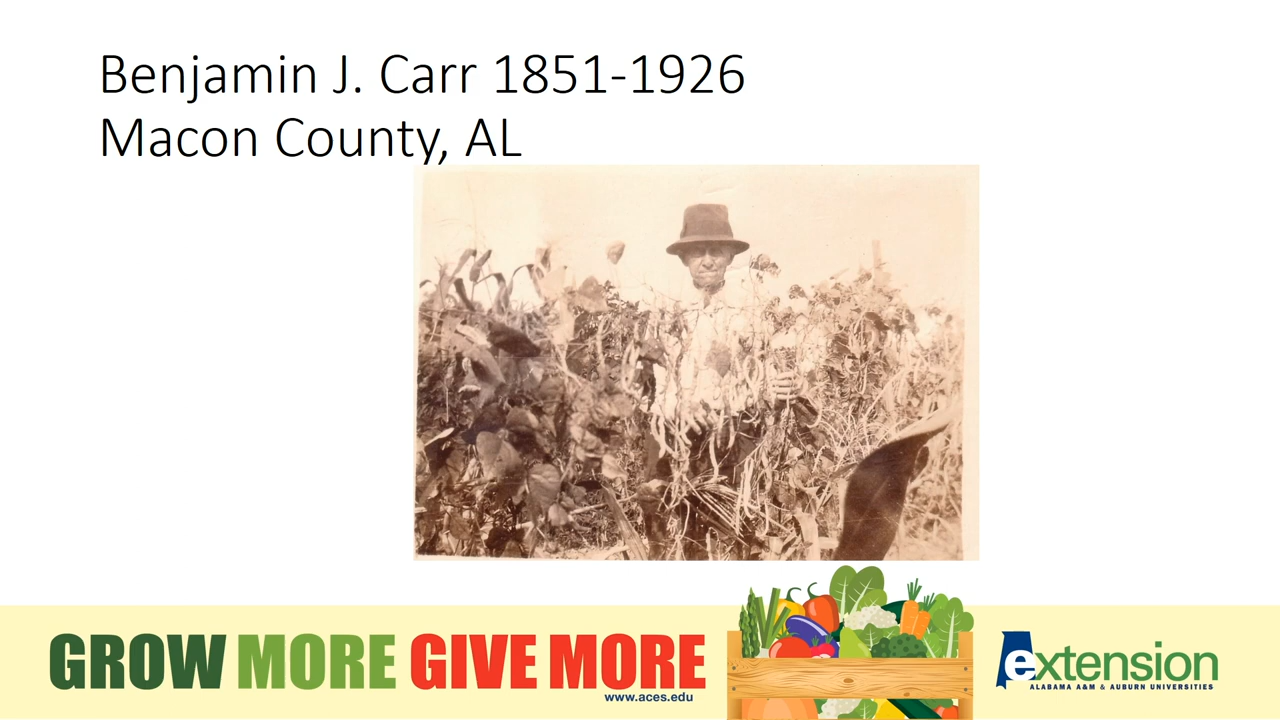 Benjamin J. Carr 1851-1926
Macon County, AL
GROW MORE GIVE MORE
www.aces.edu
extension
ALABAMA A&M & AUBURN UNIVERSITIES